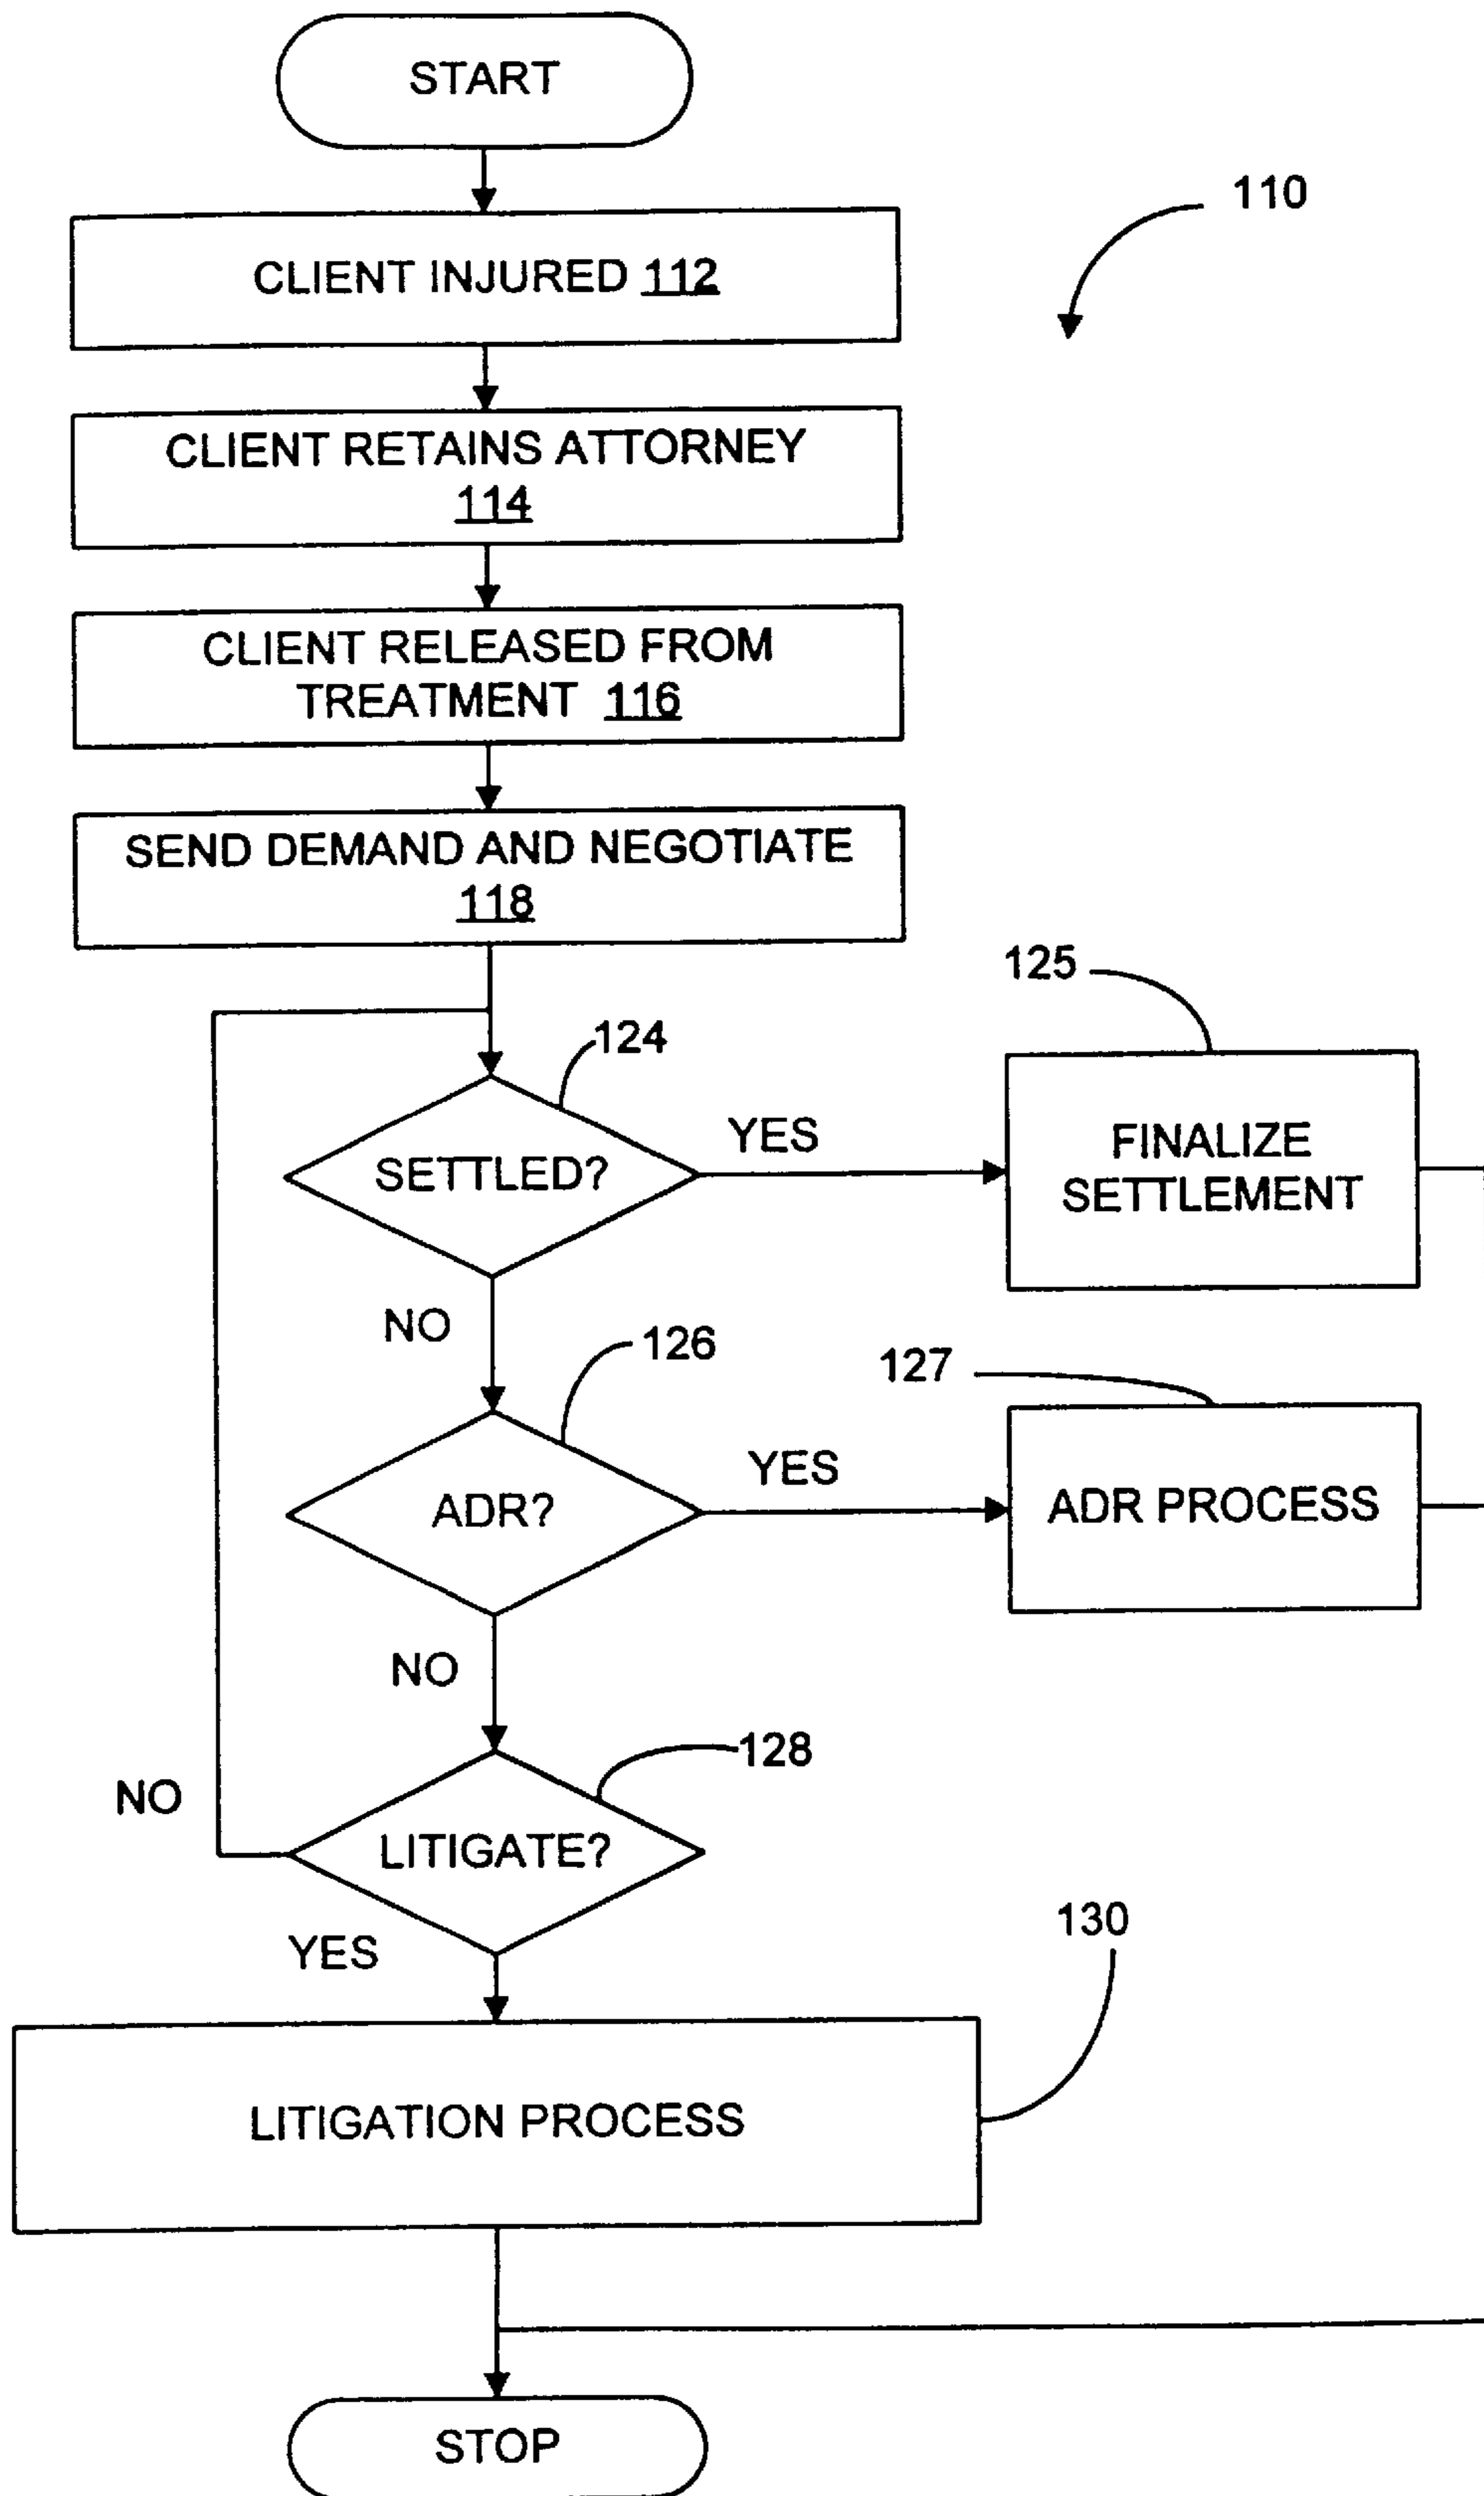 START
110
CLIENT INJURED 112
CLIENT RETAINS ATTORNEY
114
CLIENT RELEASED FROM
TREATMENT 116
SEND DEMAND AND NEGOTIATE
118
125
124
YES
FINALIZE
SETTLEMENT
SETTLED?
NO
126
127
YES
ADR?
ADR PROCESS
NO
128
NO
LITIGATE?
130
YES
LITIGATION PROCESS
STOP